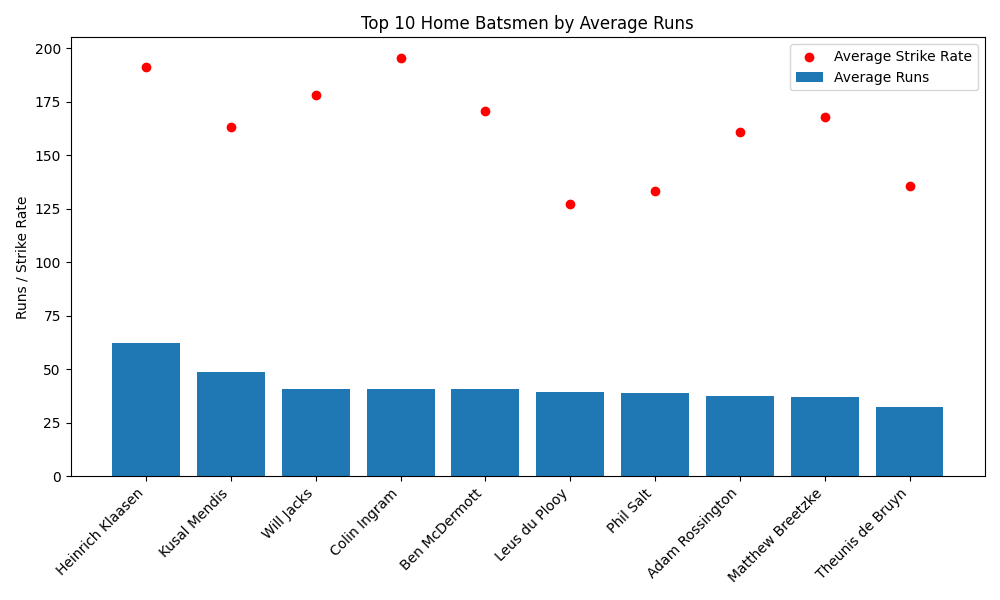 Top 10 Home Batsmen by Average Runs
200
175
150
125
100
75
50
25
0
Runs / Strike Rate
Average Strike Rate
Average Runs
Heinrich Klaasen
Kusal Mendis
Will Jacks
Colin Ingram
Ben McDermott
Leus du Plooy
Phil Salt
Adam Rossington
Matthew Breetzke
Theunis de Bruyn